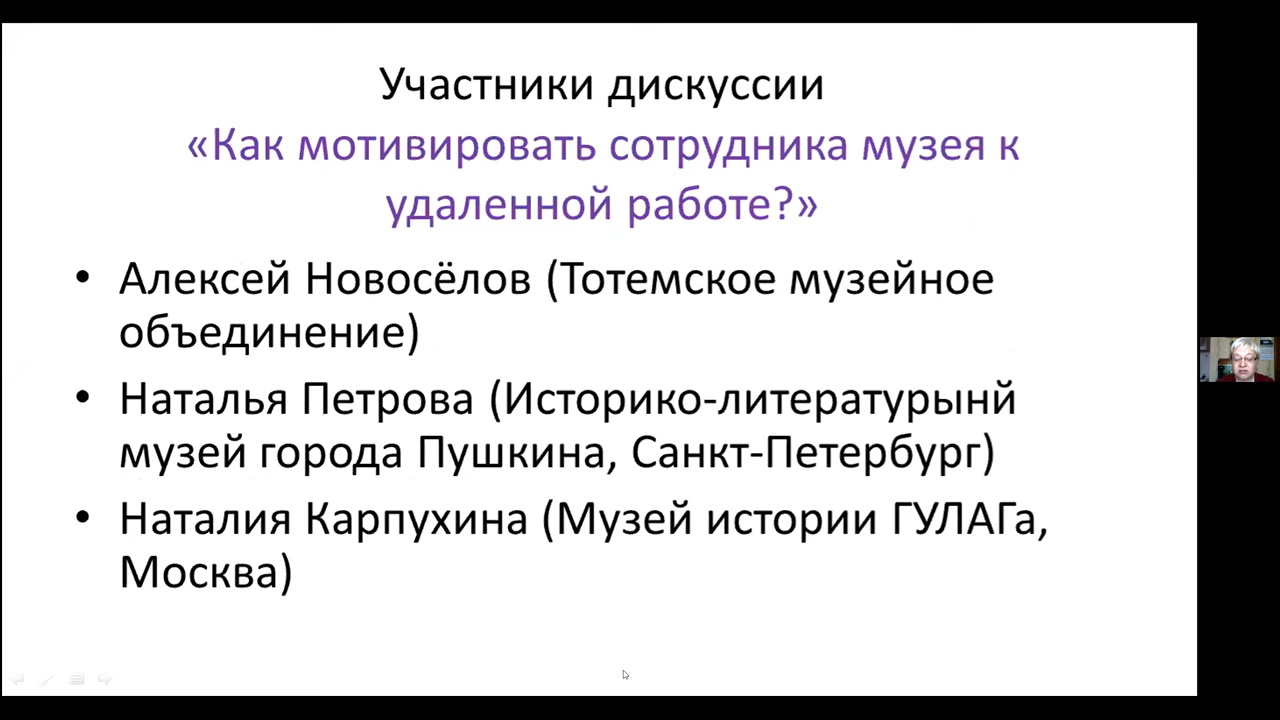 Участники дискуссии
«Как мотивировать сотрудника музея к
удаленной работе?»
• Алексей Новосёлов (Тотемское музейное
объединение)
• Наталья Петрова (Историко-литературынй
музей города Пушкина, Санкт-Петербург)
• Наталия Карпухина (Музей истории ГУЛАГа,
Москва)